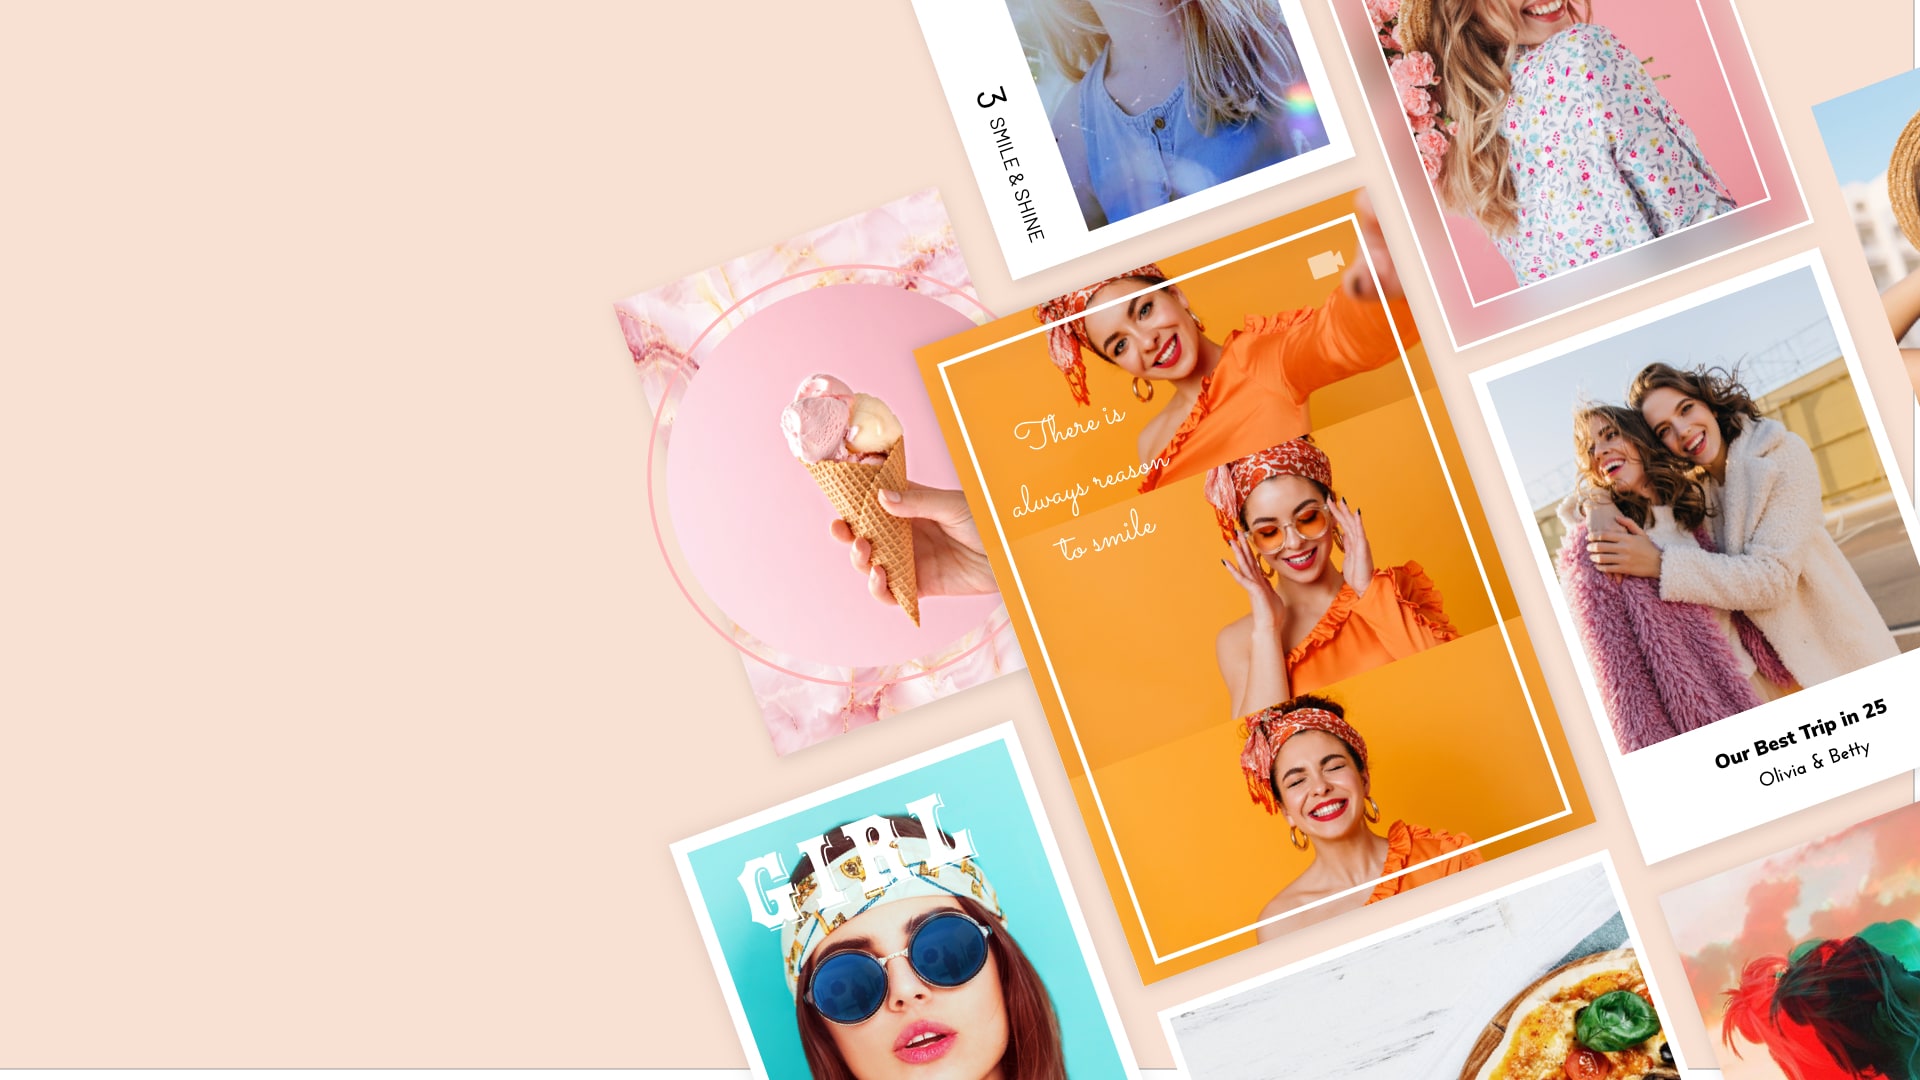 3 SMILE & SHINE
There is
always reason
to smile
Our Best Trip in 25
Olivia & Betty
GIRL